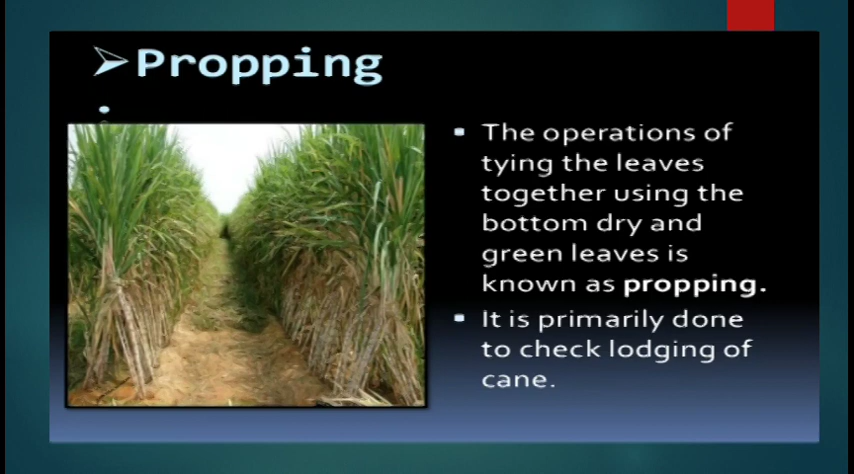 ➢Propping
:
• The operations of
tying the leaves
together using the
bottom dry and
green leaves is
known as propping.
• It is primarily done
to check lodging of
cane.